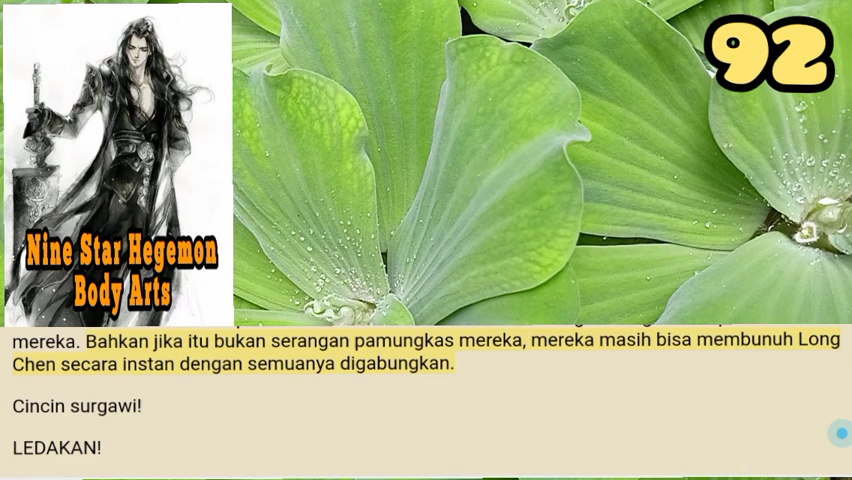 92
Nine Star Hegemon
Body Arts
mereka. Bahkan jika itu bukan serangan pamungkas mereka, mereka masih bisa membunuh Long
Chen secara instan dengan semuanya digabungkan.
Cincin surgawi!
LEDAKAN!